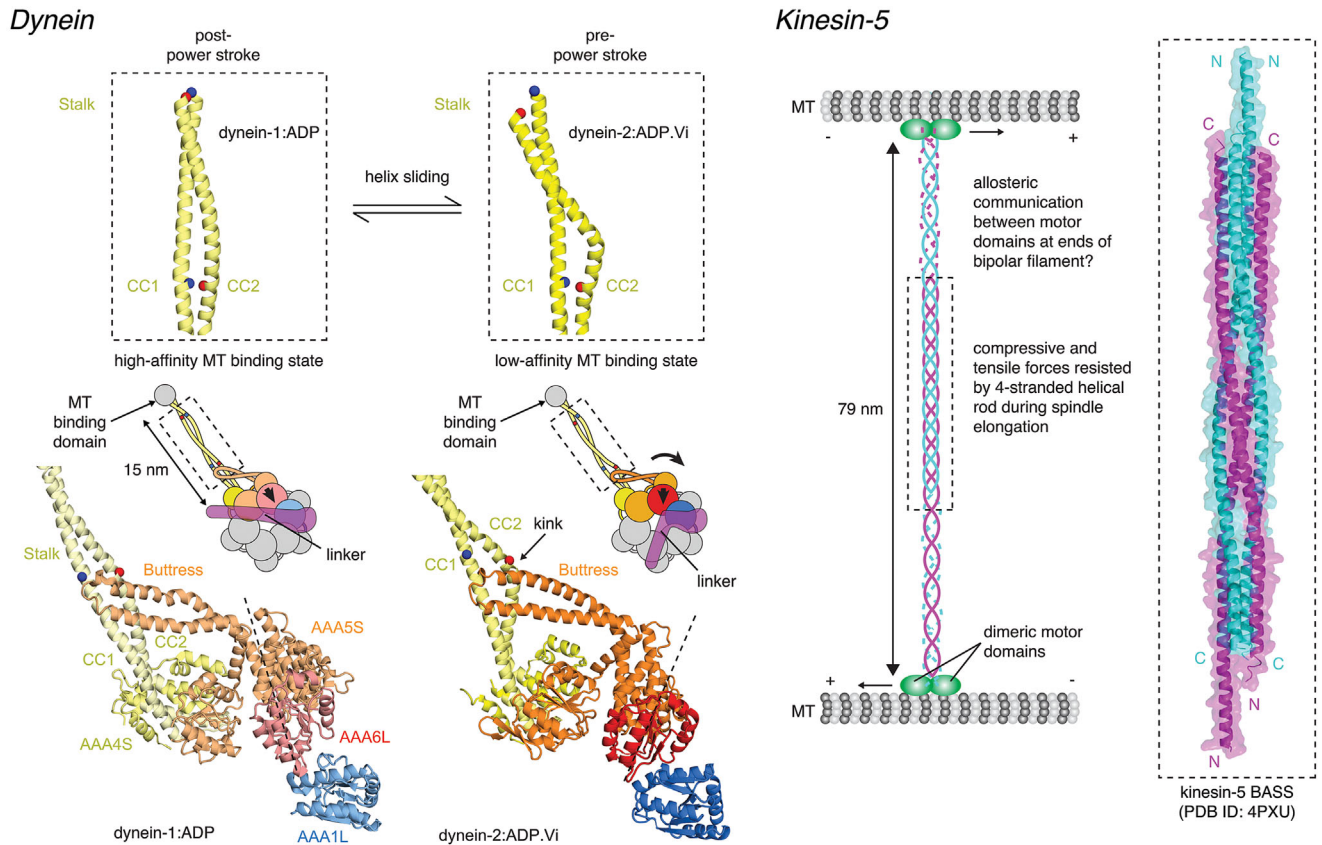 Dynein
post-
power stroke
pre-
power stroke
Stalk
dynein-1:ADP
CC1
CC2
helix sliding
Stalk
dynein-2:ADP.Vi
CC1
CC2
high-affinity MT binding state
low-affinity MT binding state
MT
binding
domain
15 nm
linker
MT
binding
domain
linker
Stalk
Buttress
CC2
CC1
AAA5S
AAA4S
AAA6L
AAA1L
dynein-1:ADP
CC2
CC1
kink
Buttress
dynein-2:ADP.Vi
Kinesin-5
MT
-
+
79 nm
allosteric
communication
between motor
domains at ends of
bipolar filament?
compressive and
tensile forces resisted
by 4-stranded helical
rod during spindle
elongation
dimeric motor
domains
+
-
MT
N
N
C
C
C
C
N
N
kinesin-5 BASS
(PDB ID: 4PXU)